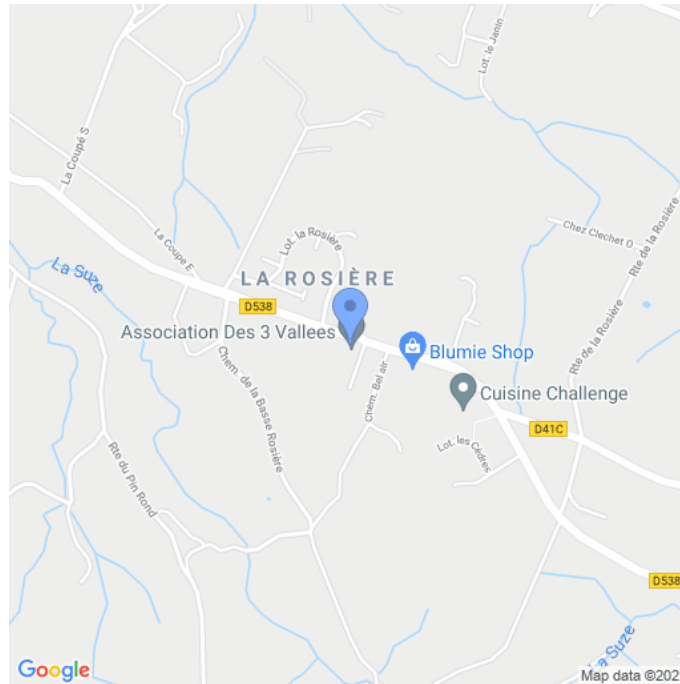 La Coupé S
Lot. le Janin
La Coupe E
Chez Clechet O
Rte de la Rosière
Lot. la Rosière
La Suze
LA ROSIÈRE
D538
Association Des 3 Vallees
Blumie Shop
Chem. Bel air
Rte de la Rosière
Chem. de la Basse Rosière
Cuisine Challenge
D41C
Lot. les Cèdres
Rte du Pin Rond
D538
La Suze
Google
Map data ©202